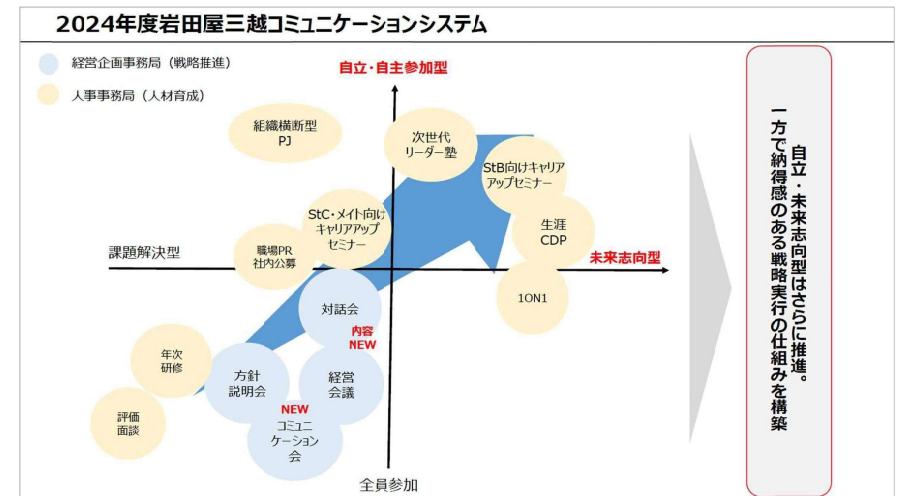 2024年度岩田屋三越コミュニケーションシステム
経営企画事務局（戦略推進）
人事事務局（人材育成）
自立・自主参加型
組織横断型
PJ
次世代
リーダー塾
StB向けキャリア
アップセミナー
StC・メイト向け
キャリアアップ
セミナー
生涯
CDP
職場PR
社内公募
課題解決型
未来志向型
1ON1
対話会
内容
NEW
年次
研修
方針
説明会
経営
会議
NEW
コミュニ
ケーション
会
評価
面談
全員参加
自立・未来志向型はさらに推進。
一方で納得感のある戦略実行の仕組みを構築